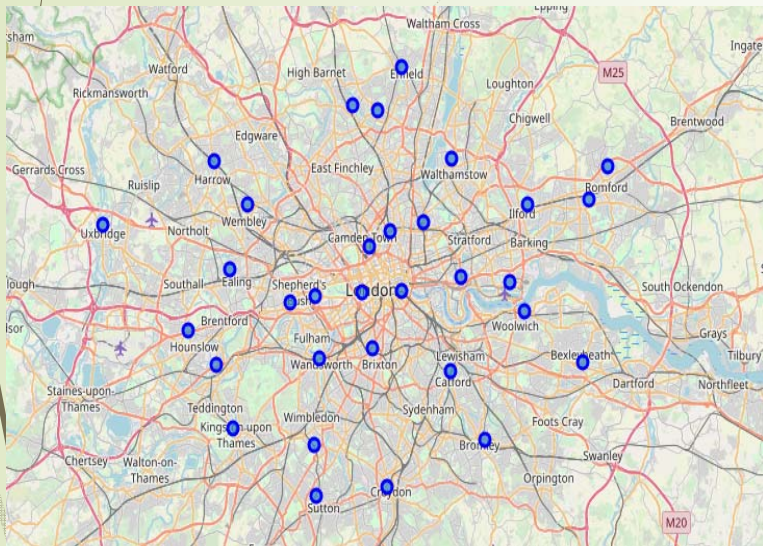 Epping
Waltham Cross
Watford
High Barnet
Enfield
Ingate
M25
Loughton
Rickmansworth
Chigwell
Brentwood
Edgware
Gerrards Cross
East Finchley
Walthamstow
Harrow
Ruislip
Romford
Ilford
Wembley
Uxbridge
Northolt
Camden Town
Stratford
Barking
Southall
Ealing
Shepherd's
Bush
London
South Ockendon
Brentford
Woolwich
Grays
Hounslow
Fulham
Tilbury
Wandsworth
Brixton
Lewisham
Bexleyheath
Catford
Dartford
Northfleet
Staines-upon-
Thames
Teddington
Sydenham
Wimbledon
Foots Cray
Kingston upon
Thames
Bromley
Swanley
Chertsey
Walton-on-
Thames
Orpington
Croydon
Sutton
M20